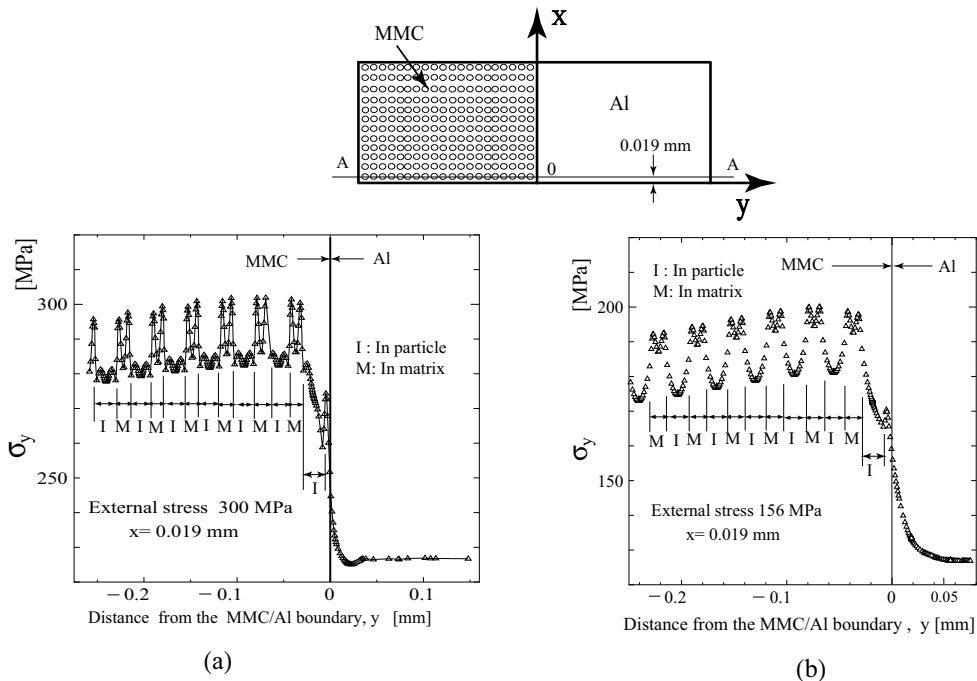 x
MMC
Al
0.019 mm
A
0
A
y
[MPa]
σy
300
250
MMC
Al
I : In particle
M: In matrix
I M I M I M I M I M I M
I
External stress 300 MPa
x= 0.019 mm
−0.2
−0.1
0
0.1
Distance from the MMC/Al boundary, y [mm]
(a)
[MPa]
σy
200
150
MMC
Al
I : In particle
M: In matrix
M I M I M I M I M I M
I
External stress 156 MPa
x= 0.019 mm
−0.2
−0.1
0
0.05
Distance from the MMC/Al boundary , y [mm]
(b)